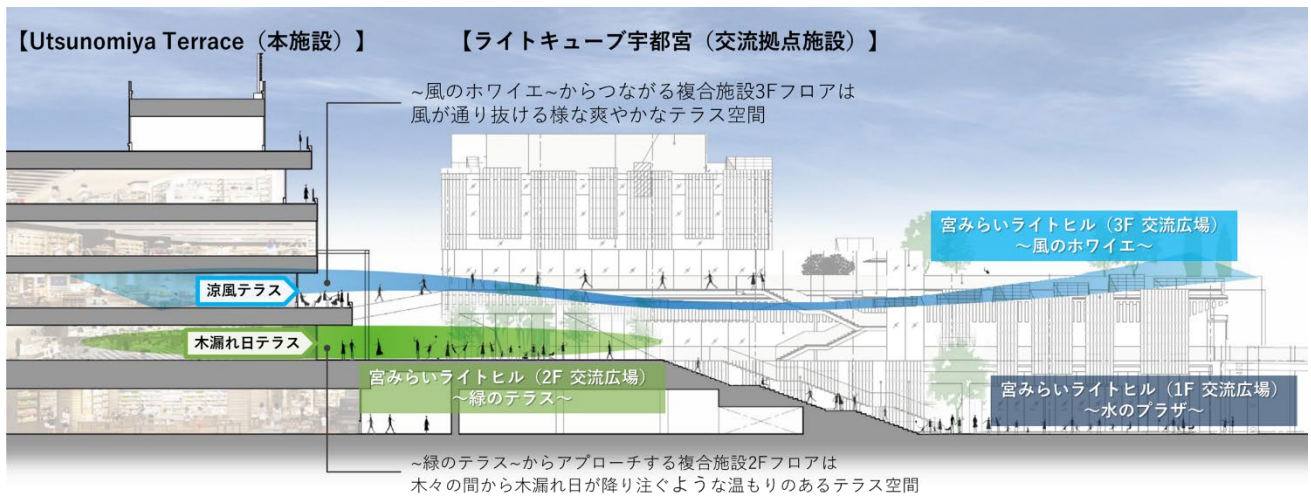 【Utsunomiya Terrace（本施設）】
【ライトキューブ宇都宮（交流拠点施設）】
~風のホワイエ~からつながる複合施設3Fフロアは
風が通り抜ける様な爽やかなテラス空間
宮みらいライトヒル（3F 交流広場）
～風のホワイエ～
涼風テラス
木漏れ日テラス
宮みらいライトヒル（2F 交流広場）
～緑のテラス～
宮みらいライトヒル（1F 交流広場）
～水のプラザ～
~緑のテラス~からアプローチする複合施設2Fフロアは
木々の間から木漏れ日が降り注ぐような温もりのあるテラス空間